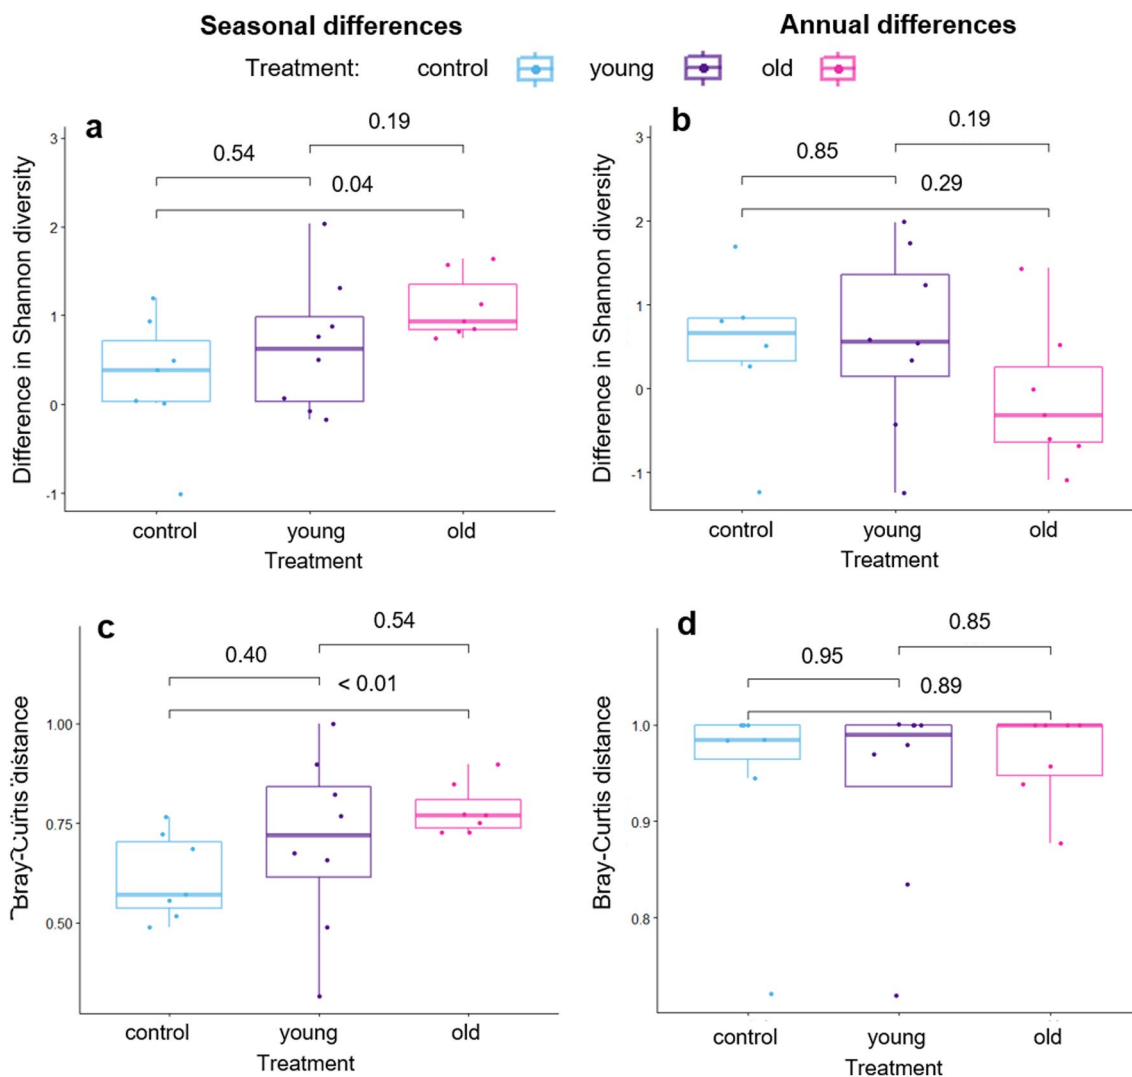 Seasonal differences
Annual differences
Treatment: control young old
a
3
2
1
0
-1
Difference in Shannon diversity
0.19
0.54
0.04
control young old
Treatment
b
3
2
1
0
-1
Difference in Shannon diversity
0.19
0.85
0.29
control young old
Treatment
c
1.00
0.75
0.50
Bray-Curtis distance
0.54
0.40
< 0.01
control young old
Treatment
d
1.0
0.9
0.8
Bray-Curtis distance
0.85
0.95
0.89
control young old
Treatment